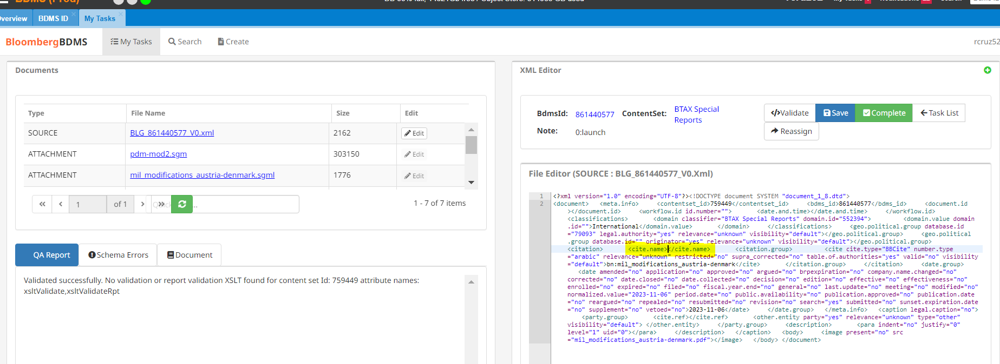 BDMS (Prod)
Overview
BDMS ID
My Tasks
BloombergBDMS
My Tasks
Search
Create
rcruz52
Documents
Type
File Name
Size
Edit
SOURCE
BLG_861440577_V0.xml
2162
Edit
ATTACHMENT
pdm-mod2.sgm
303150
Edit
ATTACHMENT
mil_modifications_austria-denmark.sgml
1776
Edit
1
of 1
1 - 7 of 7 items
QA Report
Schema Errors
Document
Validated successfully. No validation or report validation XSLT found for content set Id: 759449 attribute names:
xsltValidate,xsltValidateRpt
XML Editor
BdmsId:
861440577
ContentSet:
BTAX Special
Reports
Note:
0:launch
Validate
Save
Complete
Task List
Reassign
File Editor (SOURCE : BLG_861440577_V0.Xml)
1
<?xml version="1.0" encoding="UTF-8"?><!DOCTYPE document SYSTEM "document_1_8.dtd">
2
<document> <meta.info> <contentset_id>759449</contentset_id> <bdms_id>861440577</bdms_id> <document.id
></document.id> <workflow.id id.number=""> <date.and.time></date.and.time> </workflow.id>
<classifications> <domain classifier="BTAX Special Reports" domain.id="552394"> <domain.value domain
.id="">International</domain.value> </domain> </classifications> <geo.political.group database.id
="79093" legal.authority="yes" relevance="unknown" visibility="default"></geo.political.group> <geo.political
.group database.id="" originator="yes" relevance="unknown" visibility="default"></geo.political.group>
<citation> <cite.name></cite.name> <citation.group> <cite cite.type="BBCite" number.type
="arabic" relevance="unknown" restricted="no" supra_corrected="no" table.of.authorities="yes" valid="no" visibility
="default">bn:mil_modifications_austria-denmark</cite> </citation.group> </citation> <date.group>
<date amended="no" application="no" approved="no" argued="no" brpexpiration="no" company.name.changed="no"
corrected="no" date.closed="no" date.collected="no" decision="no" edition="no" effective="no" effectiveness="no"
enrolled="no" expired="no" filed="no" fiscal.year.end="no" general="no" last.update="no" meeting="no" modified="no"
normalized.value="2023-11-06" period.date="no" public.availability="no" publication.approved="no" publication.date
="no" reargued="no" repealed="no" resubmitted="no" revision="no" search="yes" submitted="no" sunset.expiration.date
="no" supplement="no" vetoed="no">2023-11-06</date> </date.group> </meta.info> <caption legal.caption="no">
<party.group> <cite.ref></cite.ref> <other.entity party="yes" relevance="unknown" type="other"
visibility="default"> </other.entity> </party.group> <description> <para indent="no" justify="0"
level="1" uid="0"></para> </description> </caption> <body> <image present="no" src
="mil_modifications_austria-denmark.pdf"></image> </body> </document>